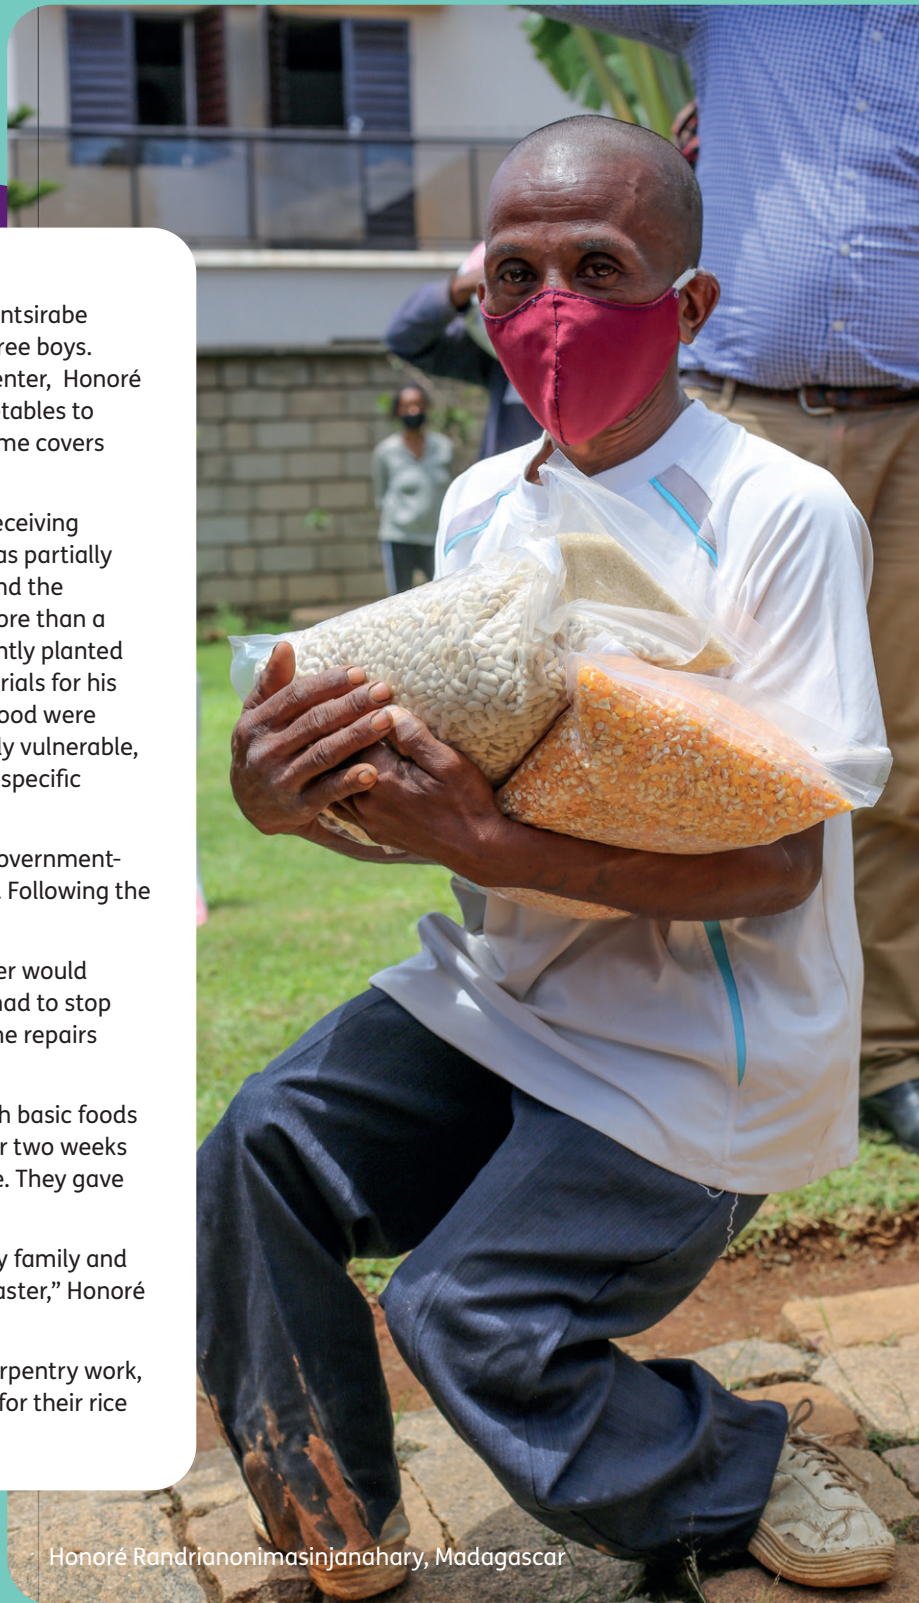 ntsirabe
ree boys.
enter, Honoré
tables to
me covers
eceiving
as partially
nd the
ore than a
ntly planted
rials for his
ood were
ly vulnerable,
specific
overnment-
. Following the
er would
had to stop
ne repairs
h basic foods
r two weeks
e. They gave
y family and
aster,” Honoré
rpentry work,
for their rice
Honoré Randrianonimasinjanahary, Madagascar